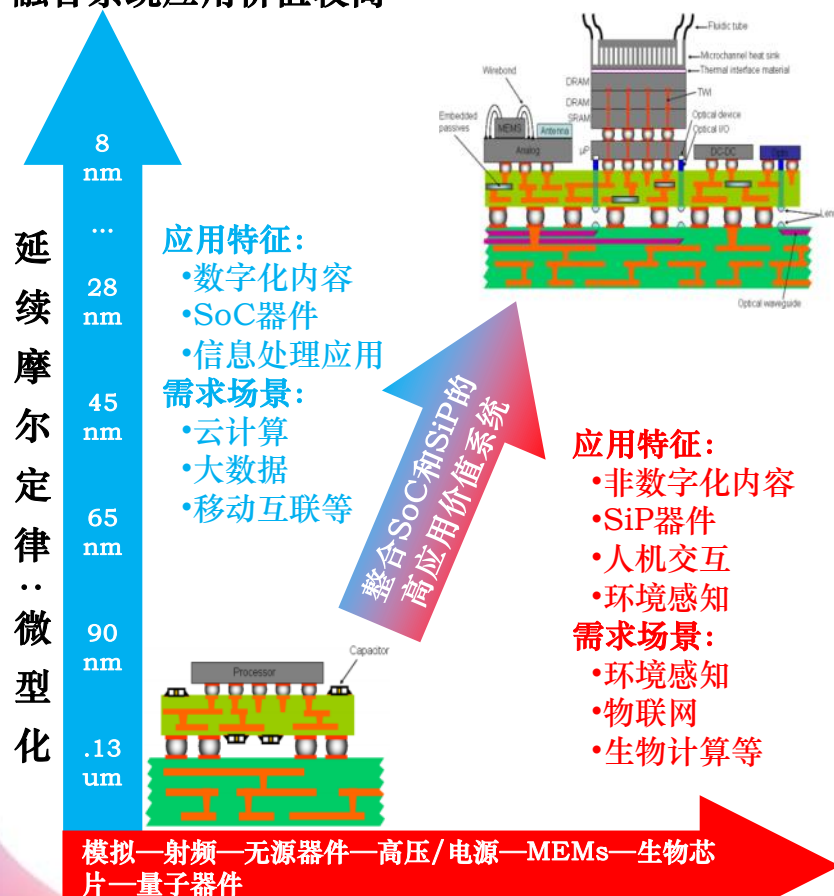 融合系统应用价值较高
8
nm
...
28
nm
45
nm
65
nm
90
nm
.13
um
延续摩尔定律：微型化
应用特征：
•数字化内容
•SoC器件
•信息处理应用
需求场景：
•云计算
•大数据
•移动互联等
整合SoC和SiP的
高应用价值系统
应用特征：
•非数字化内容
•SiP器件
•人机交互
•环境感知
需求场景：
•环境感知
•物联网
•生物计算等
Fluidic tube
Microchannel heat sink
Thermal interface material
TWI
Optical device
Optical I/O
Wirebond
DRAM
DRAM
SRAM
Embedded
passives
MEMS
Antenna
Analog
μP
DC-DC
Lens
Optical waveguide
Capacitor
Processor
模拟—射频—无源器件—高压/电源—MEMs—生物芯
片—量子器件